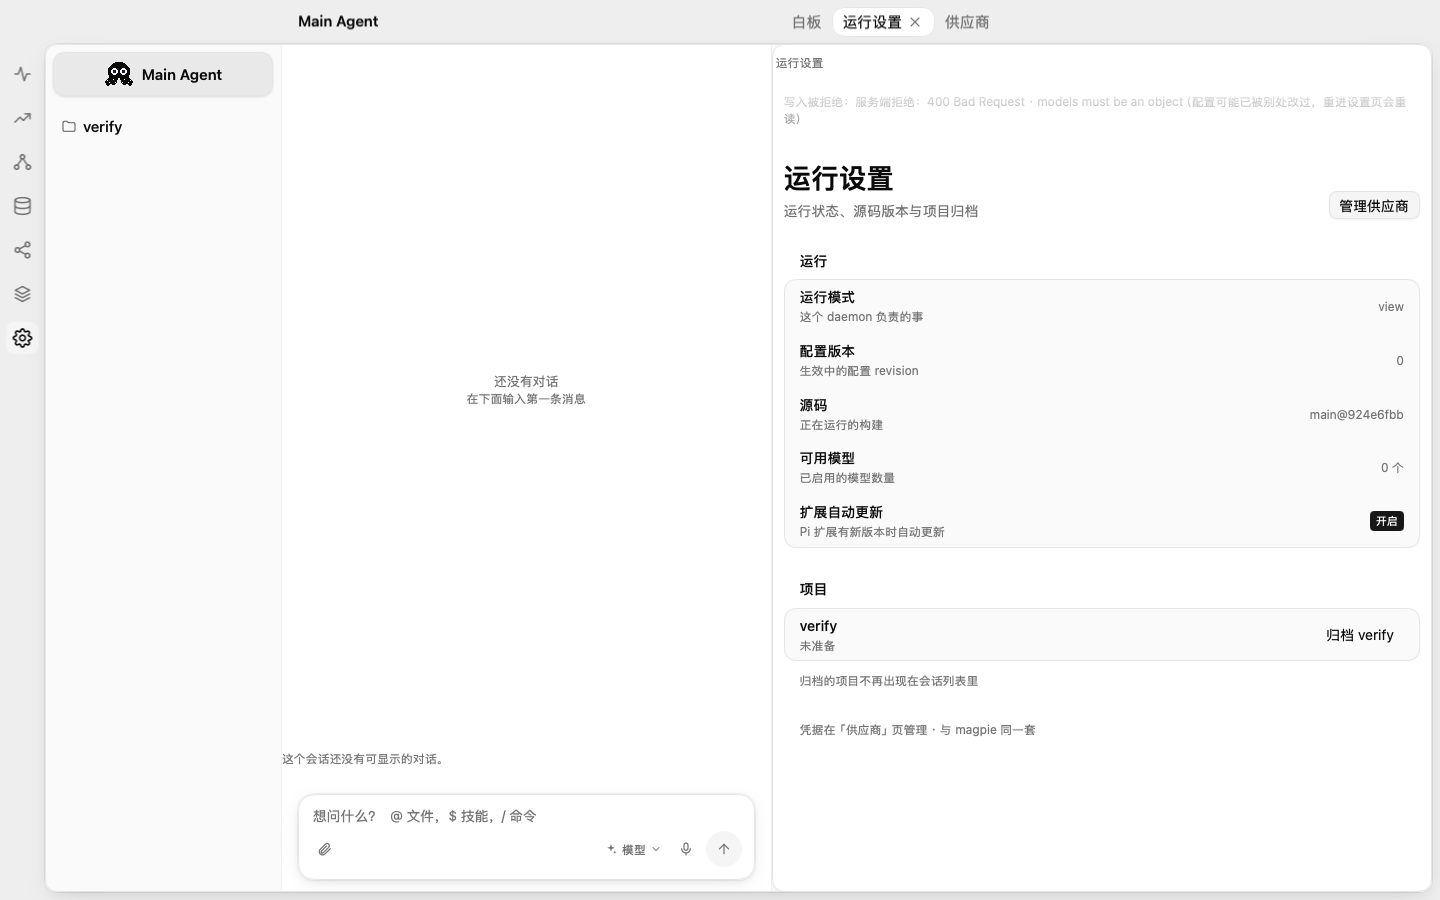 Main Agent
白板
运行设置
供应商
Main Agent
verify
还没有对话
在下面输入第一条消息
这个会话还没有可显示的对话。
想问什么? @ 文件, $ 技能, / 命令
模型
运行设置
写入被拒绝: 服务端拒绝: 400 Bad Request · models must be an object (配置可能已被别处改过, 重进设置页会重
读)
运行设置
运行状态、源码版本与项目归档
管理供应商
运行
运行模式
这个 daemon 负责的事
view
配置版本
生效中的配置 revision
0
源码
正在运行的构建
main@924e6fbb
可用模型
已启用的模型数量
0 个
扩展自动更新
Pi 扩展有新版本时自动更新
开启
项目
verify
未准备
归档 verify
归档的项目不再出现在会话列表里
凭据在「供应商」页管理 · 与 magpie 同一套